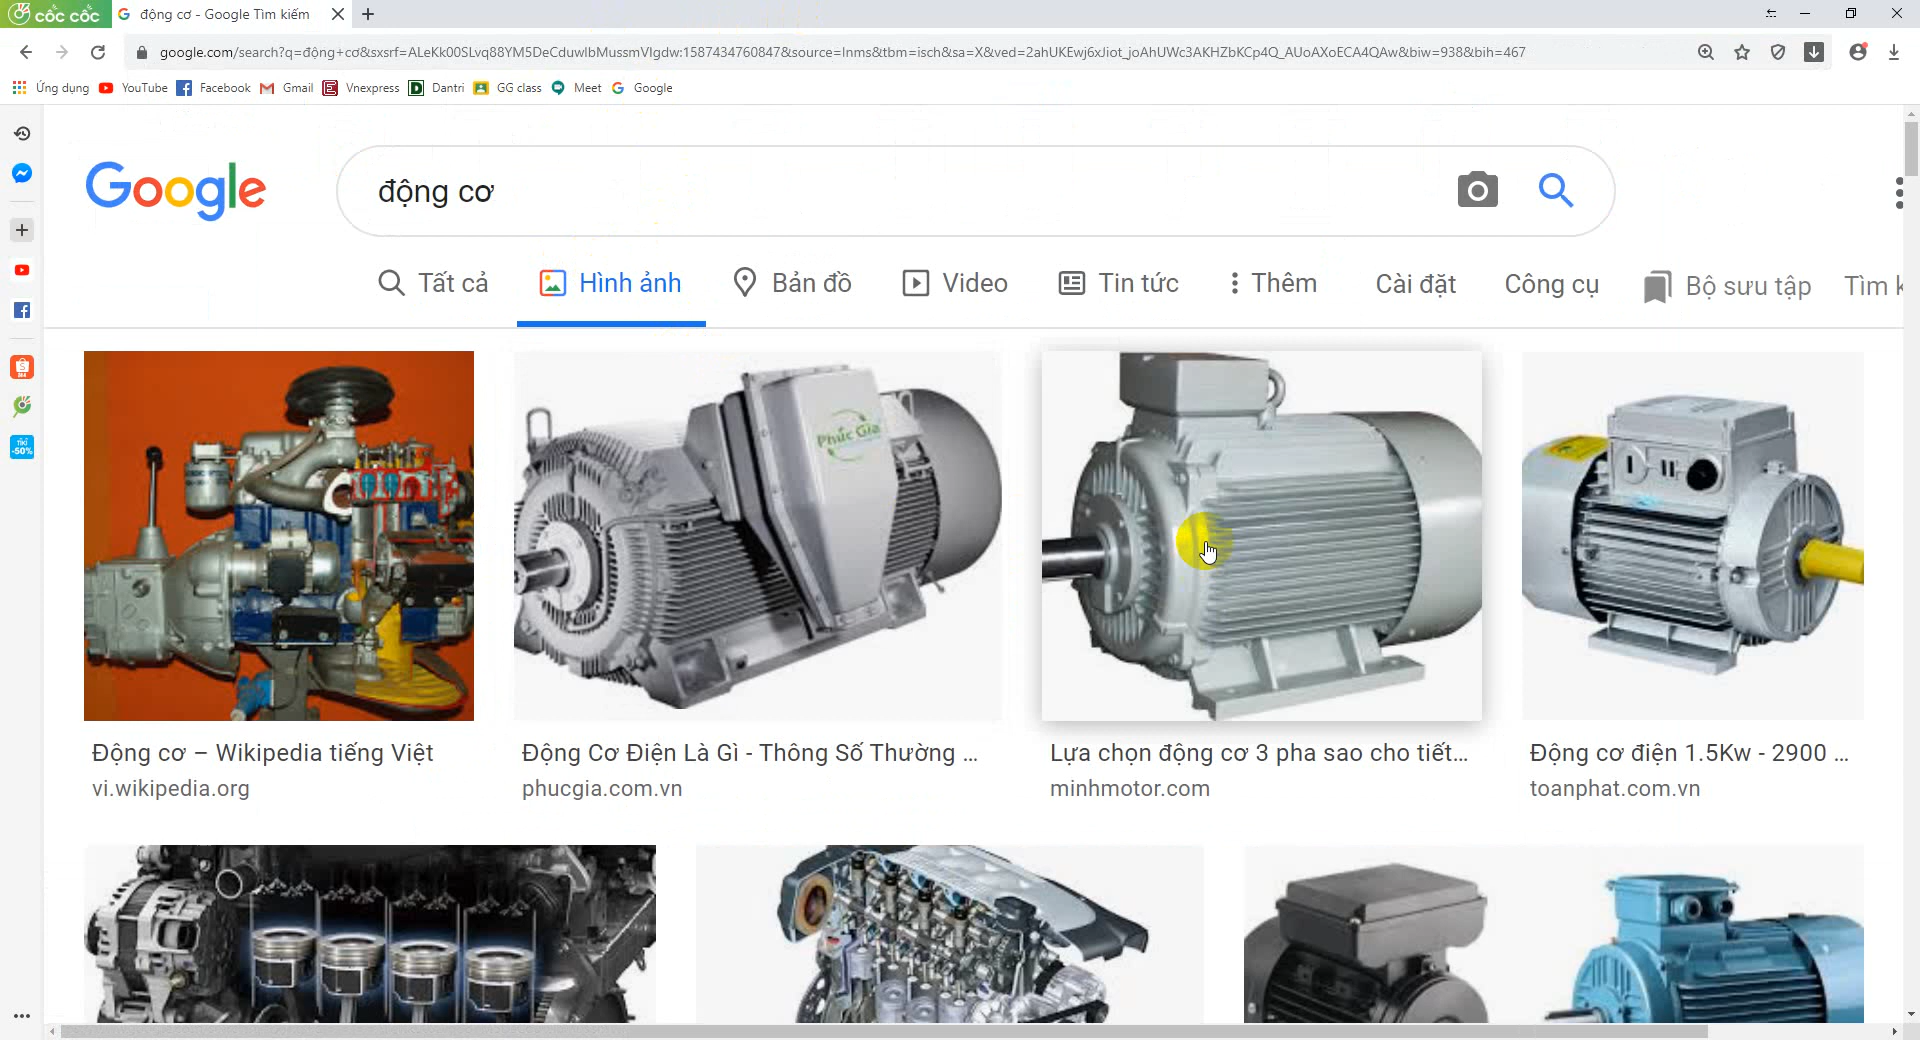 cốc cốc
động cơ - Google Tìm kiếm
google.com/search?q=động+cơ&sxsrf=ALeKk00SLvq88YM5DeCduwlbMussmVIgdw:1587434760847&source=lnms&tbm=isch&sa=X&ved=2ahUKEwj6xJiot_joAhUWc3AKHZbKCp4Q_AUoAXoECA4QAw&biw=938&bih=467
Ứng dụng YouTube Facebook Gmail Vnexpress Dantri GG class Meet Google
Google
động cơ
Tất cả Hình ảnh Bản đồ Video Tin tức Thêm Cài đặt Công cụ Bộ sưu tập Tìm k
tiki
-50%
Phúc Gia
Động cơ – Wikipedia tiếng Việt
vi.wikipedia.org
Động Cơ Điện Là Gì - Thông Số Thường ...
phucgia.com.vn
Lựa chọn động cơ 3 pha sao cho tiết...
minhmotor.com
Động cơ điện 1.5Kw - 2900 ...
toanphat.com.vn